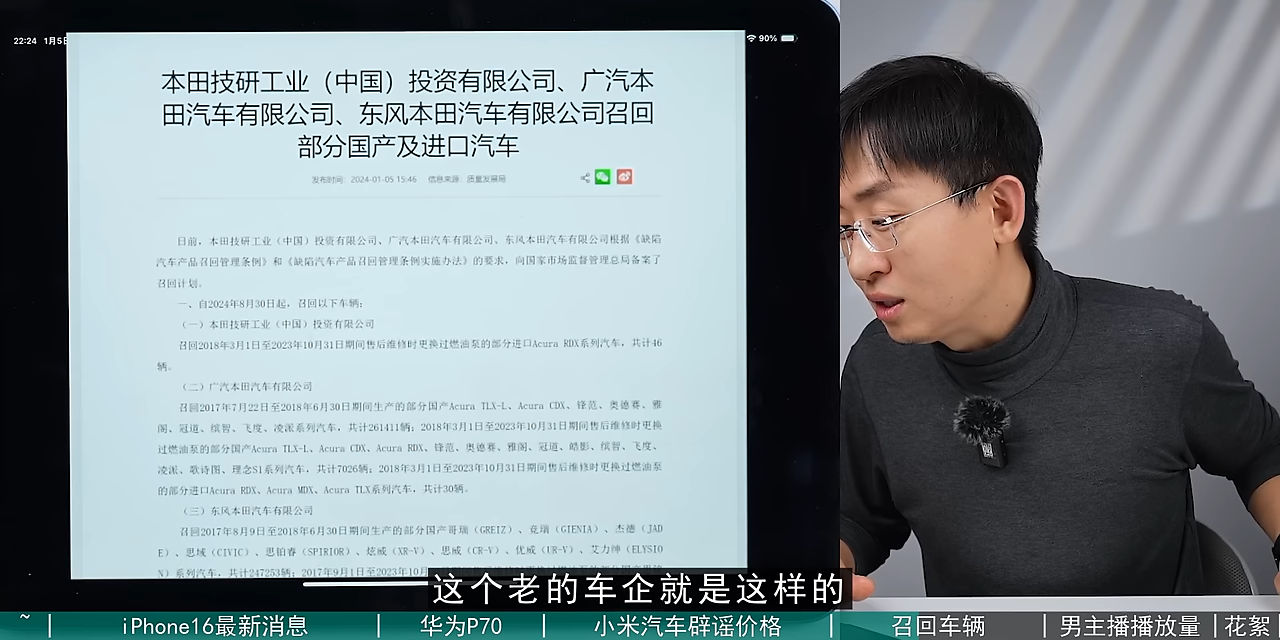 22:24 1月5日
90%
本田技研工业（中国）投资有限公司、广汽本
田汽车有限公司、东风本田汽车有限公司召回
部分国产及进口汽车
发布时间：2024-01-05 15:46 信息来源：质量发展局
日前，本田技研工业（中国）投资有限公司、广汽本田汽车有限公司、东风本田汽车有限公司根据《缺陷
汽车产品召回管理条例》和《缺陷汽车产品召回管理条例实施办法》的要求，向国家市场监督管理总局备案了
召回计划。
一、自2024年8月30日起，召回以下车辆：
（一）本田技研工业（中国）投资有限公司
召回2018年3月1日至2023年10月31日期间售后维修时更换过燃油泵的部分进口Acura RDX系列汽车，共计46
辆。
（二）广汽本田汽车有限公司
召回2017年7月22日至2018年6月30日期间生产的部分国产Acura TLX-L、Acura CDX、锋范、奥德赛、雅
阁、冠道、缤智、飞度、凌派系列汽车，共计261411辆；2018年3月1日至2023年10月31日期间售后维修时更换
过燃油泵的部分国产Acura TLX-L、Acura CDX、Acura RDX、锋范、奥德赛、雅阁、冠道、皓影、缤智、飞度、
凌派、歌诗图、理念S1系列汽车，共计7026辆；2018年3月1日至2023年10月31日期间售后维修时更换过燃油泵
的部分进口Acura RDX、Acura MDX、Acura TLX系列汽车，共计30辆。
（三）东风本田汽车有限公司
召回2017年8月9日至2018年6月30日期间生产的部分国产哥瑞（GREIZ）、竞瑞（GIENIA）、杰德（JAD
E）、思域（CIVIC）、思铂睿（SPIRIOR）、炫威（XR-V）、思威（CR-V）、优威（UR-V）、艾力绅（ELYSIO
N）系列汽车，共计247253辆；2017年9月1日至2023年10月
这个老的车企就是这样的
~ | iPhone16最新消息 | 华为P70 | 小米汽车辟谣价格 | 召回车辆 | 男主播播放量 | 花絮